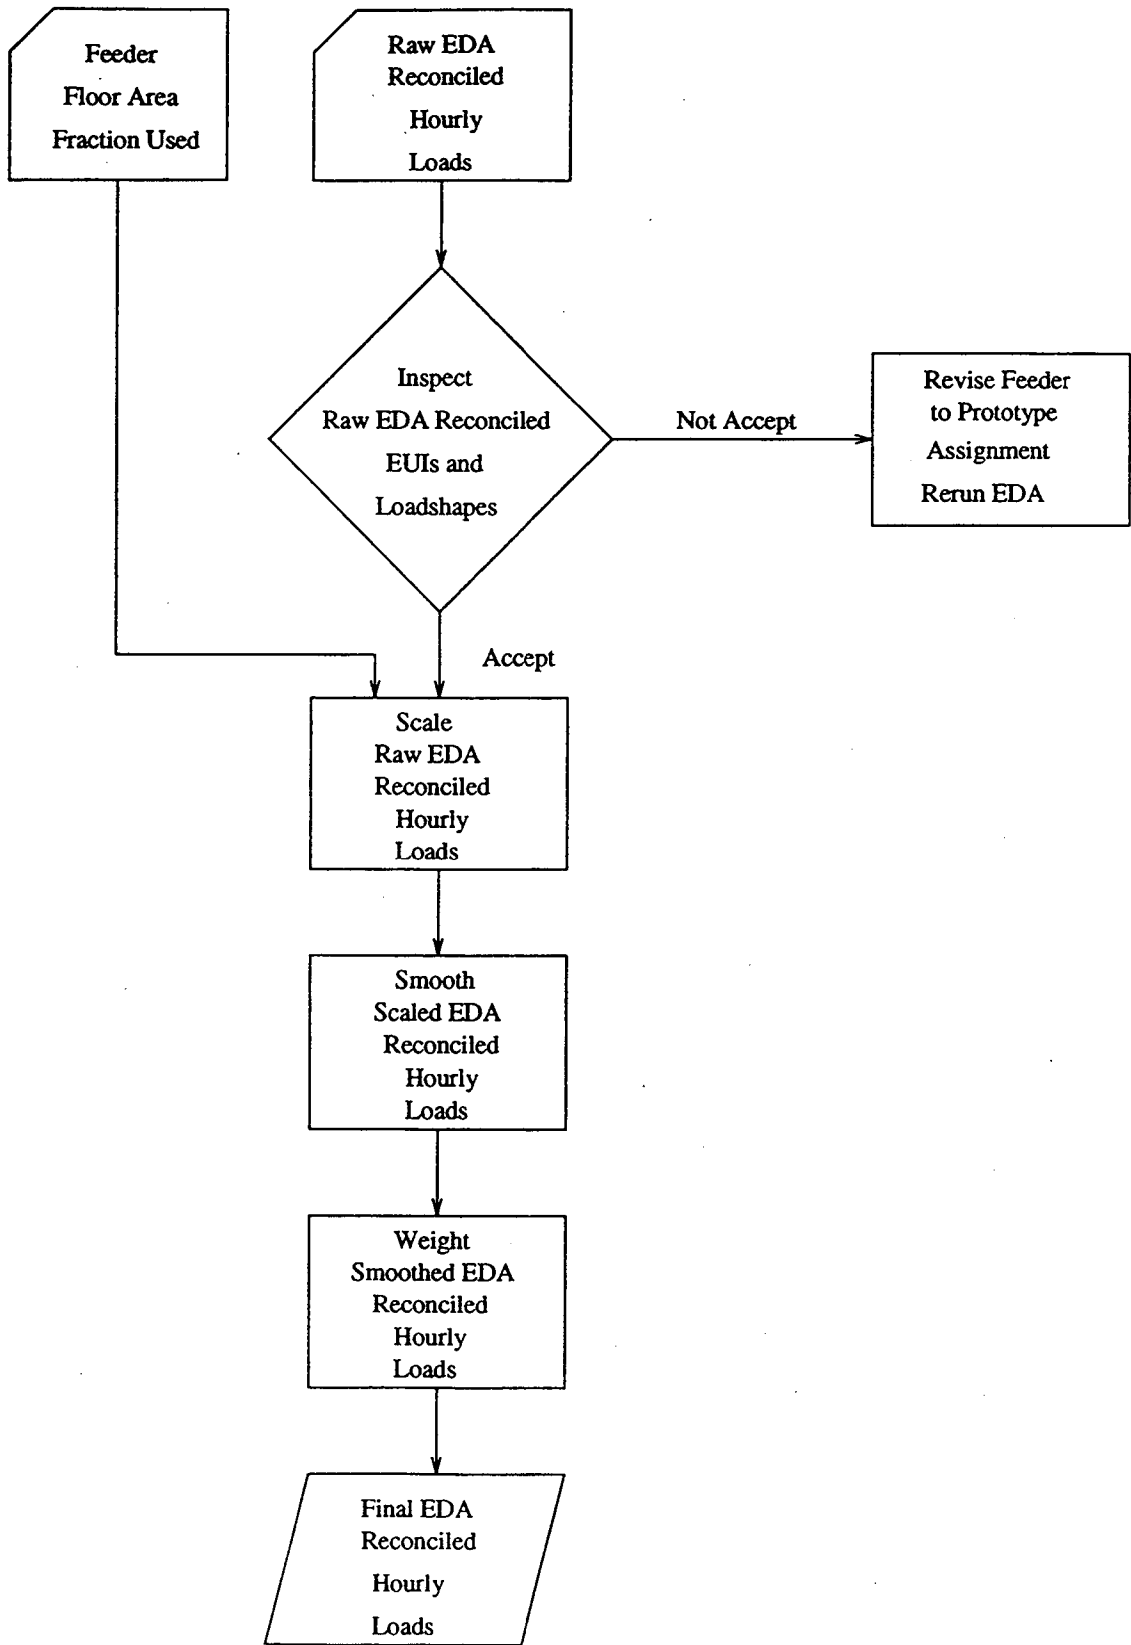 Feeder
Floor Area
Fraction Used
Raw EDA
Reconciled
Hourly
Loads
Inspect
Raw EDA Reconciled
EUIs and
Loadshapes
Not Accept
Revise Feeder
to Prototype
Assignment
Rerun EDA
Accept
Scale
Raw EDA
Reconciled
Hourly
Loads
Smooth
Scaled EDA
Reconciled
Hourly
Loads
Weight
Smoothed EDA
Reconciled
Hourly
Loads
Final EDA
Reconciled
Hourly
Loads